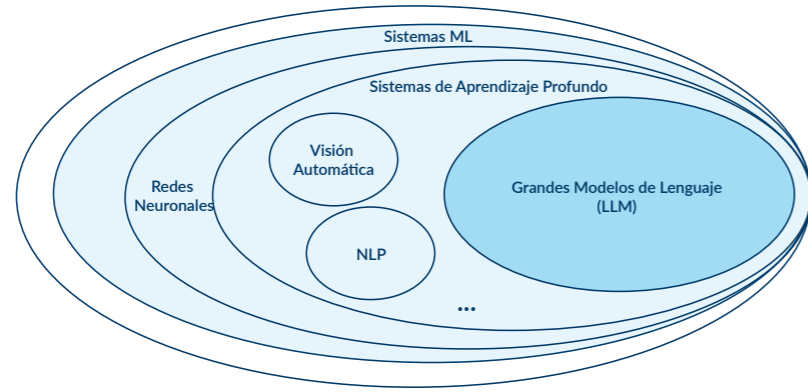 Sistemas ML
Sistemas de Aprendizaje Profundo
Visión
Automática
Redes
Neuronales
Grandes Modelos de Lenguaje
(LLM)
NLP
...